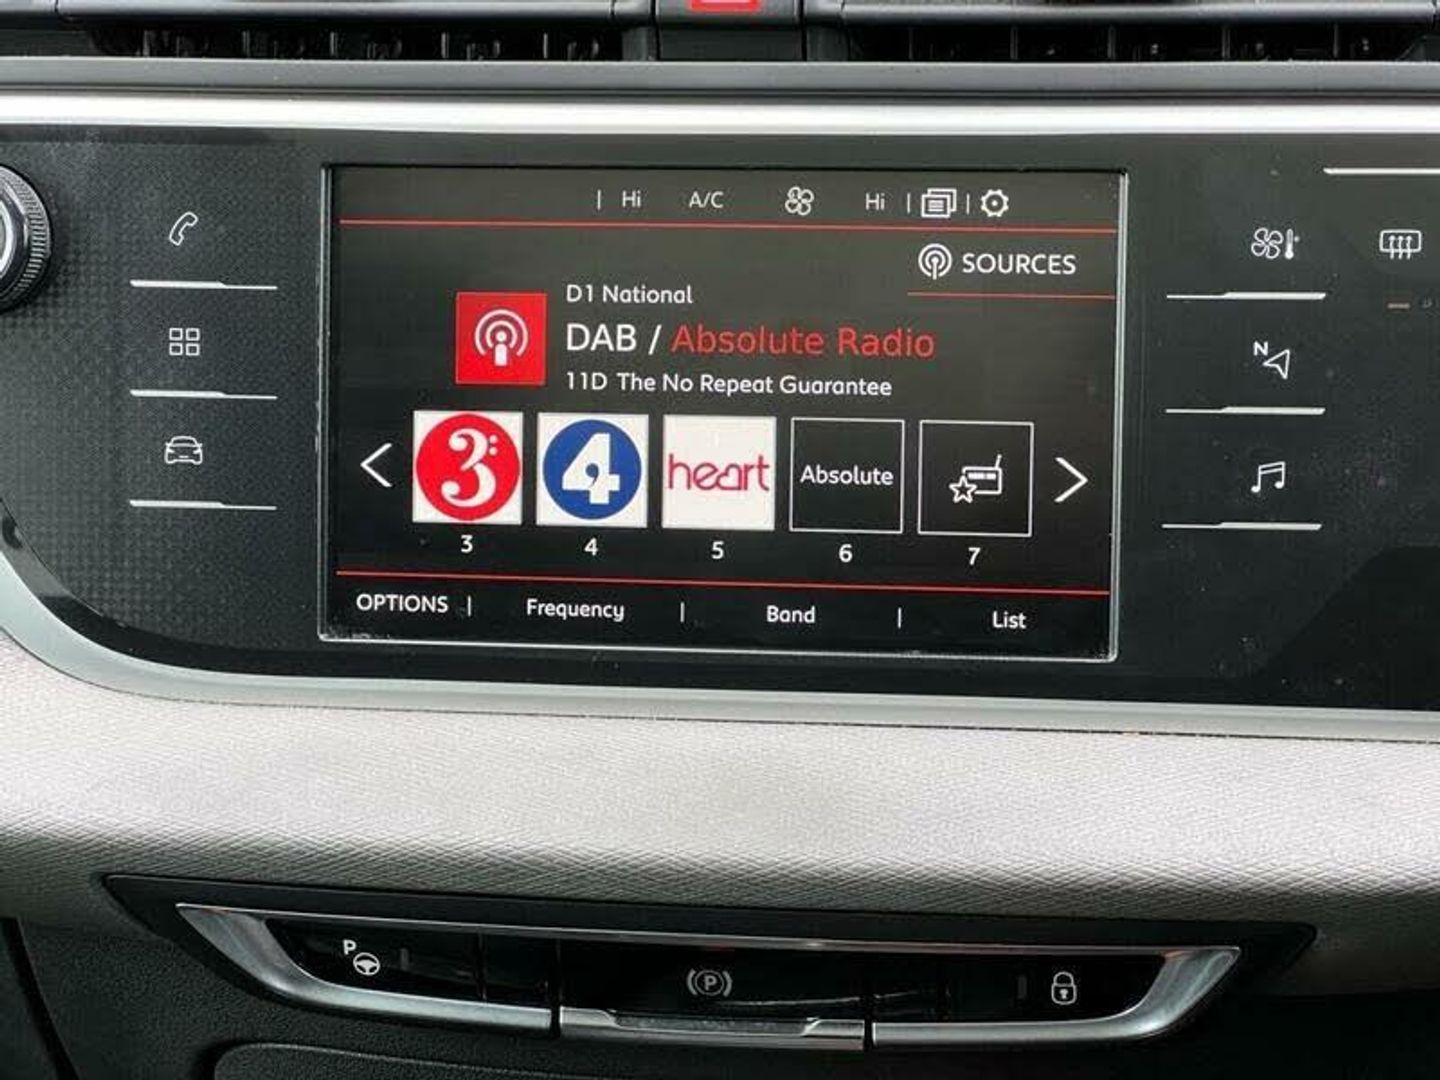 Hi A/C Hi
SOURCES
D1 National
DAB / Absolute Radio
11D The No Repeat Guarantee
3 4 heart Absolute
3 4 5 6 7
OPTIONS Frequency Band List
N
P P